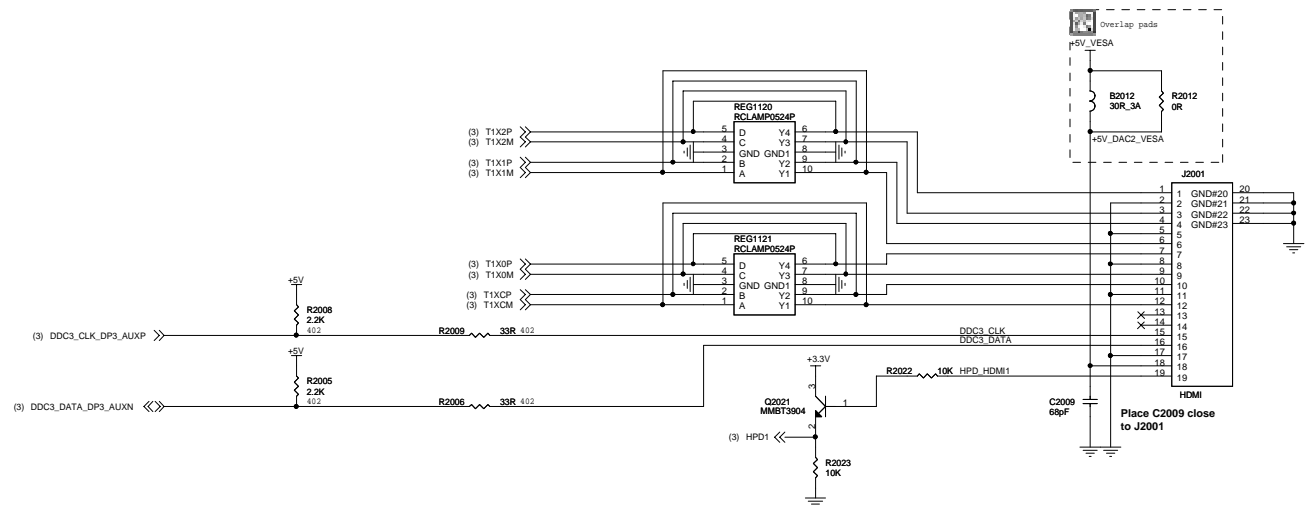 Overlap pads
+5V_VESA
B2012
30R_3A
R2012
0R
+5V_DAC2_VESA
REG1120
RCLAMP0524P
(3) T1X2P
(3) T1X2M
(3) T1X1P
(3) T1X1M
5 D Y4 6
4 C Y3 7
3 GND GND1 8
2 B Y2 9
1 A Y1 10
J2001
1 1 GND#20 20
2 2 GND#21 21
3 3 GND#22 22
4 4 GND#23 23
5 5
6 6
7 7
8 8
9 9
10 10
11 11
12 12
13 13
14 14
15 15
16 16
17 17
18 18
19 19
HDMI
REG1121
RCLAMP0524P
(3) T1X0P
(3) T1X0M
(3) T1XCP
(3) T1XCM
5 D Y4 6
4 C Y3 7
3 GND GND1 8
2 B Y2 9
1 A Y1 10
+5V
R2008
2.2K
402
(3) DDC3_CLK_DP3_AUXP
R2009 33R 402
DDC3_CLK
DDC3_DATA
+5V
R2005
2.2K
402
(3) DDC3_DATA_DP3_AUXN
R2006 33R 402
+3.3V
R2022 10K HPD_HDMI1
3
Q2021
MMBT3904
1
2
(3) HPD1
R2023
10K
C2009
68pF
Place C2009 close
to J2001